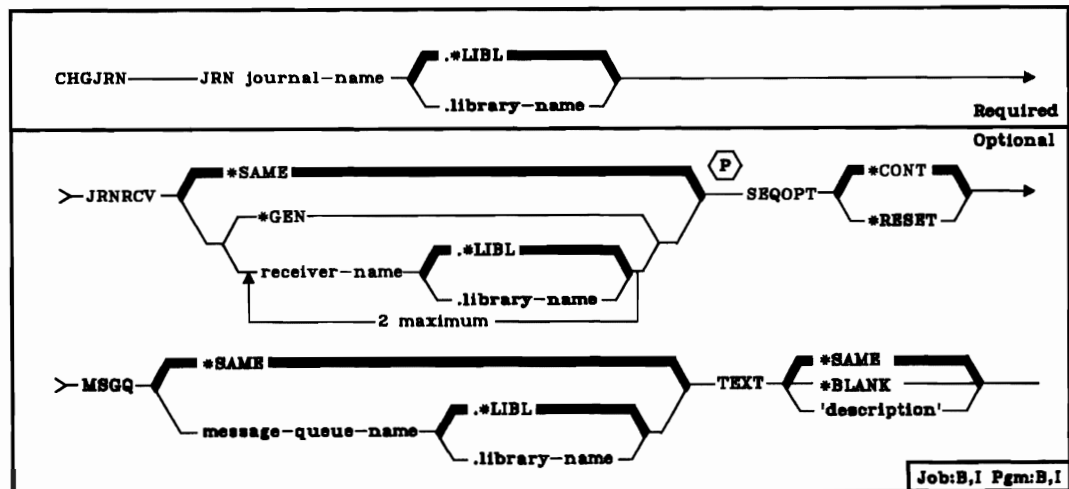 .*LIBL
CHGJRN JRN journal-name
.library-name
Required
Optional
*SAME
P
*CONT
JRNRCV SEQOPT
*GEN
*RESET
.*LIBL
receiver-name
.library-name
2 maximum
*SAME
*SAME
MSGQ TEXT *BLANK
.*LIBL
'description'
message-queue-name
.library-name
Job:B,I Pgm:B,I